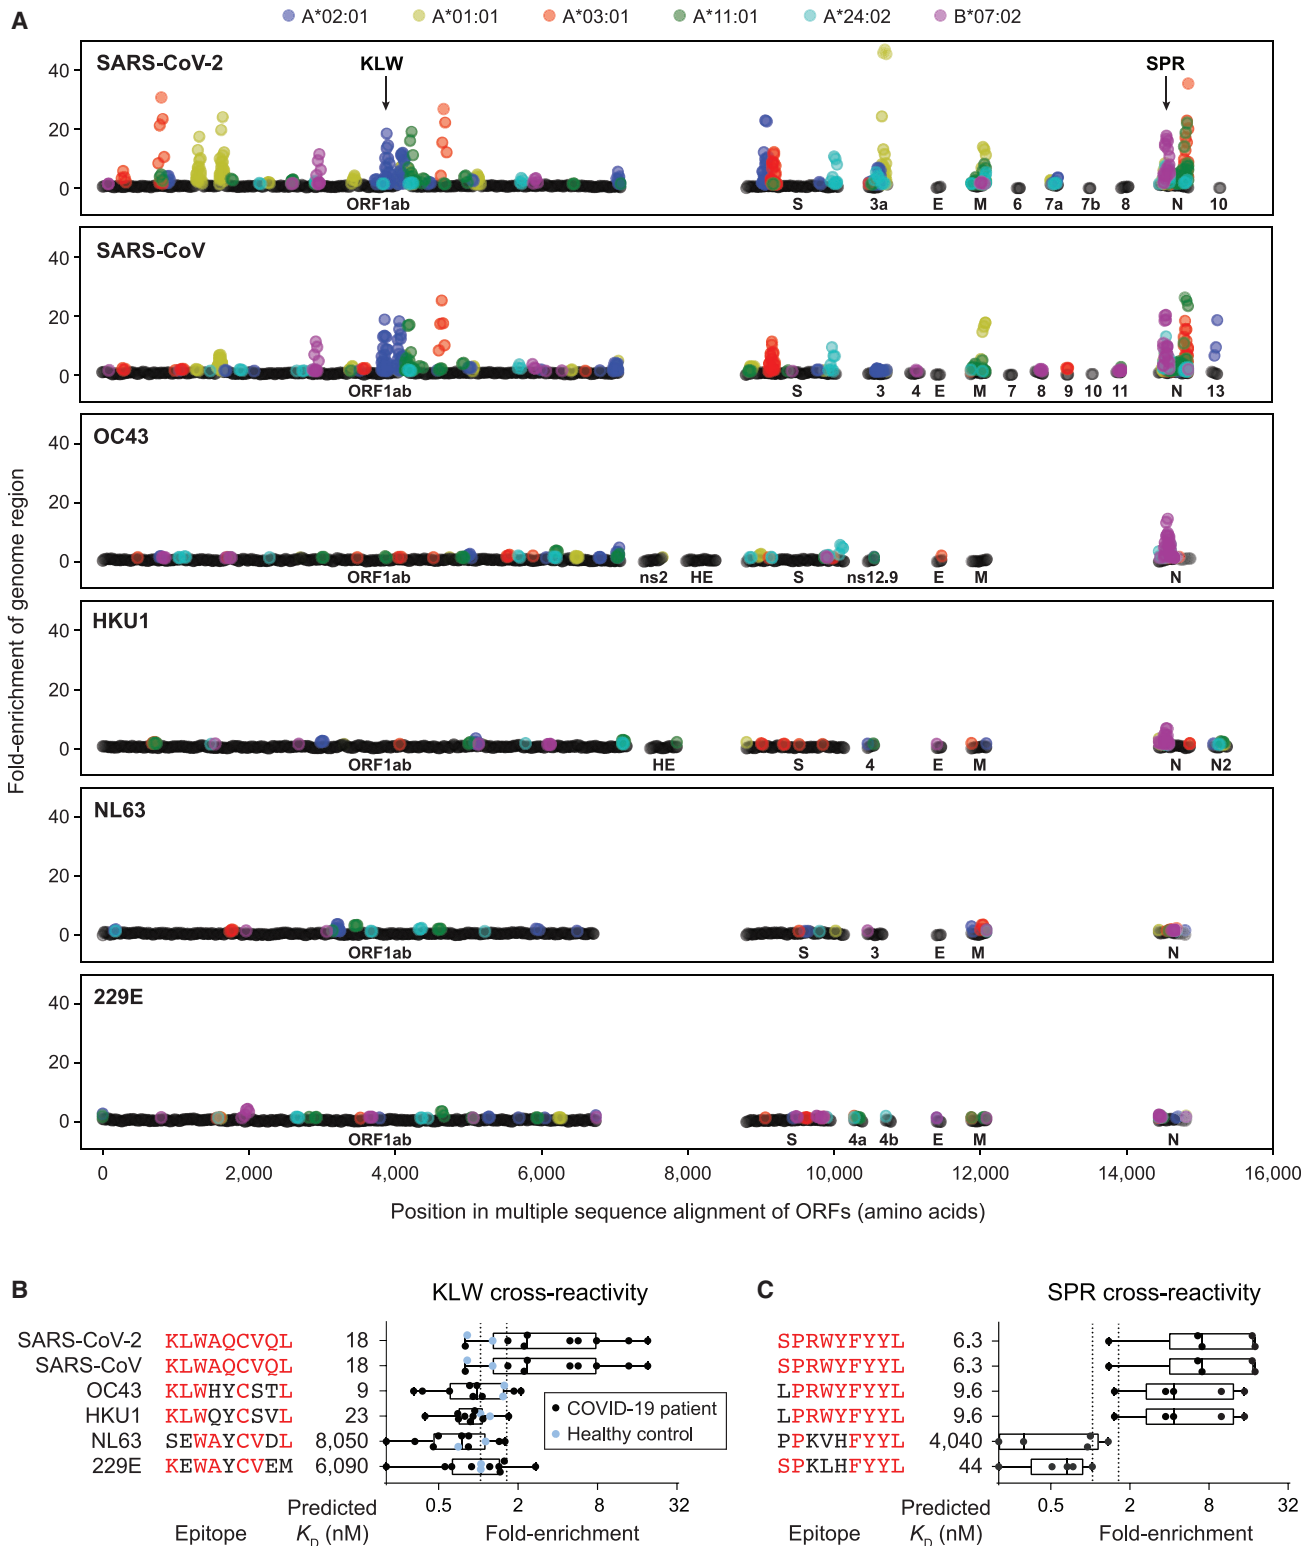 A
A*02:01 A*01:01 A*03:01 A*11:01 A*24:02 B*07:02
Fold-enrichment of genome region
SARS-CoV-2
KLW
SPR
40
20
0
ORF1ab S 3a E M 6 7a 7b 8 N 10
SARS-CoV
40
20
0
ORF1ab S 3 4 E M 7 8 9 10 11 N 13
OC43
40
20
0
ORF1ab ns2 HE S ns12.9 E M N
HKU1
40
20
0
ORF1ab HE S 4 E M N N2
NL63
40
20
0
ORF1ab S 3 E M N
229E
40
20
0
ORF1ab S 4a 4b E M N
0 2,000 4,000 6,000 8,000 10,000 12,000 14,000 16,000
Position in multiple sequence alignment of ORFs (amino acids)
B
KLW cross-reactivity
SARS-CoV-2 KLWAQCVQL 18
SARS-CoV KLWAQCVQL 18
OC43 KLWHYCSTL 9
HKU1 KLWQYCSVL 23
NL63 SEWAYCVDL 8,050
229E KEWAYCVEM 6,090
COVID-19 patient
Healthy control
0.5 2 8 32
Epitope
Predicted
KD (nM)
Fold-enrichment
C
SPR cross-reactivity
SPRWYFYYL 6.3
SPRWYFYYL 6.3
LPRWYFYYL 9.6
LPRWYFYYL 9.6
PPKVHFYYL 4,040
SPKLHFYYL 44
0.5 2 8 32
Epitope
Predicted
KD (nM)
Fold-enrichment